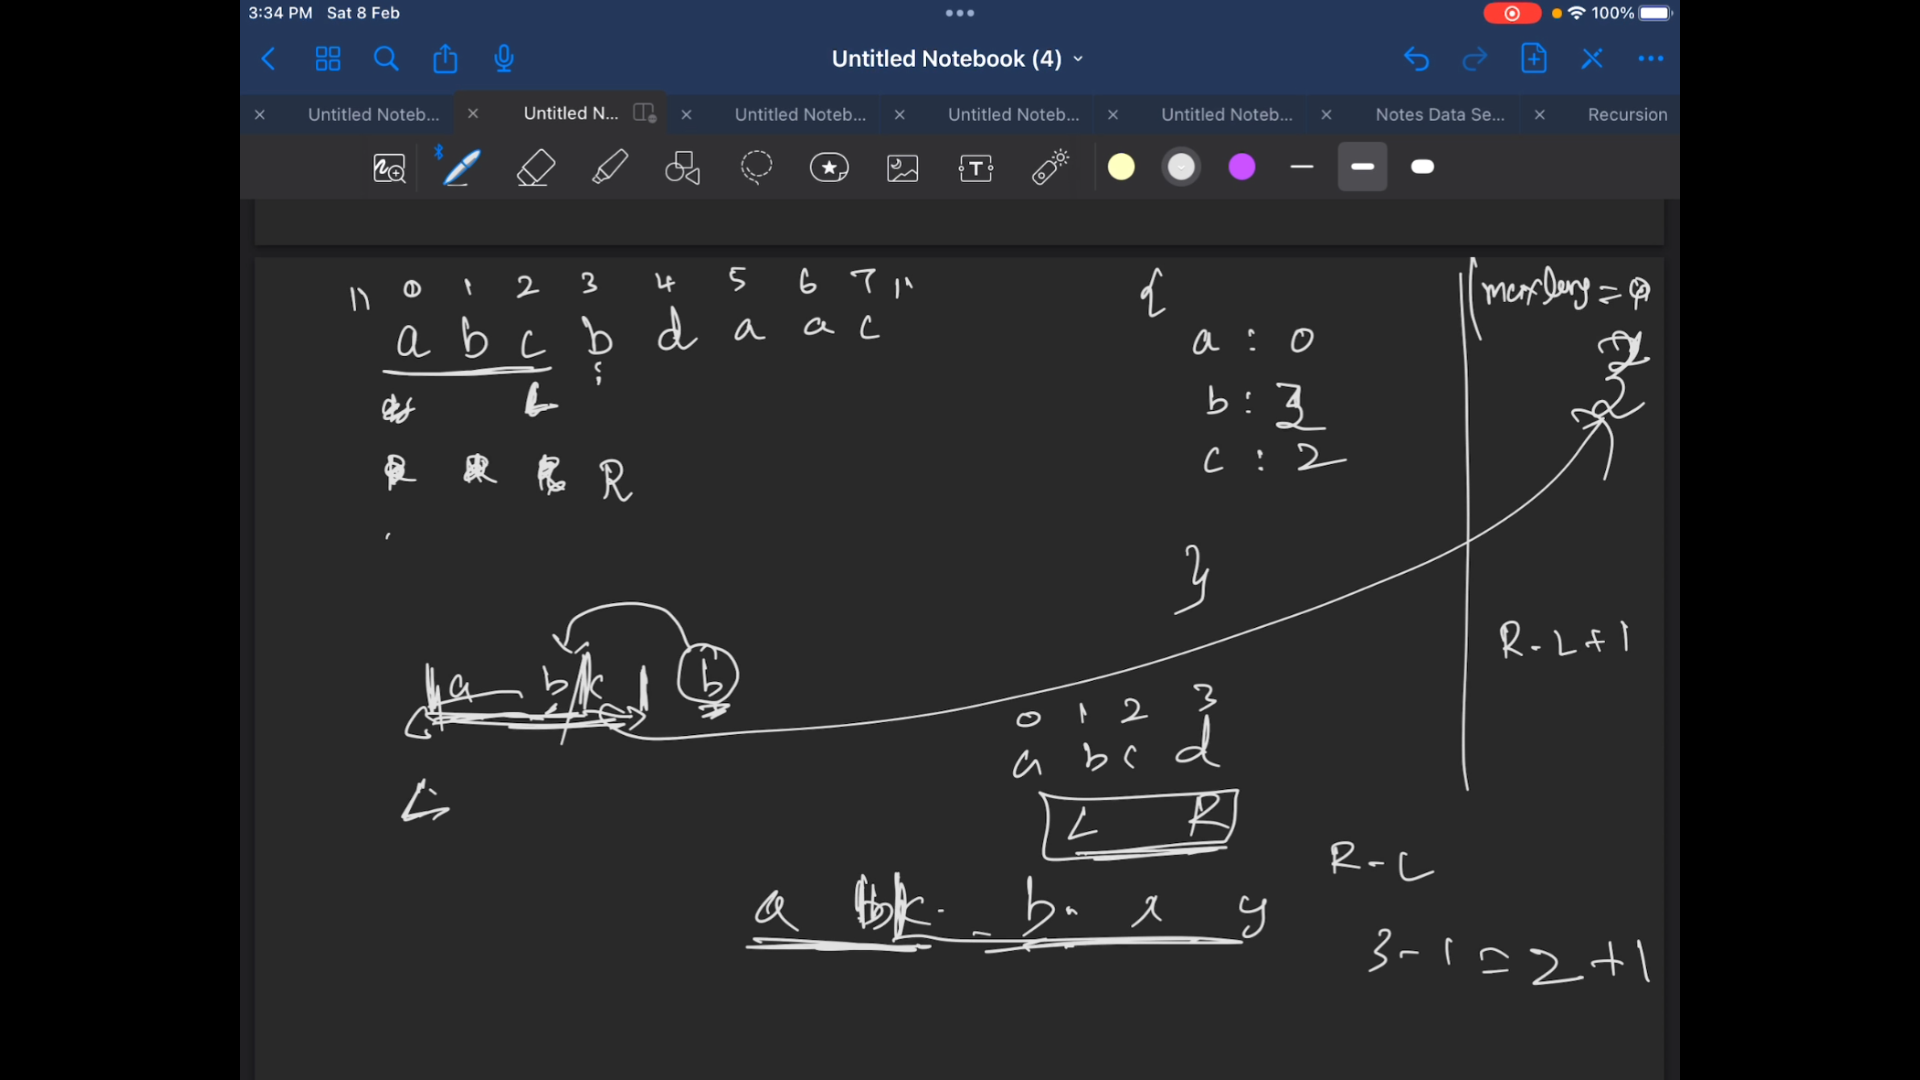 3:34 PM Sat 8 Feb
100%
Untitled Notebook (4)
Untitled Noteb...
Untitled N...
Untitled Noteb...
Untitled Noteb...
Untitled Noteb...
Notes Data Se...
Recursion
T
" 0 1 2 3 4 5 6 7 "
a b c b d a a c
L
R
{
a : 0
b :
c : 2
}
maxleng =
R - L + 1
a b c b
L
0 1 2 3
a b c d
L R
R - L
a b c b x y
3 - 1 = 2 + 1